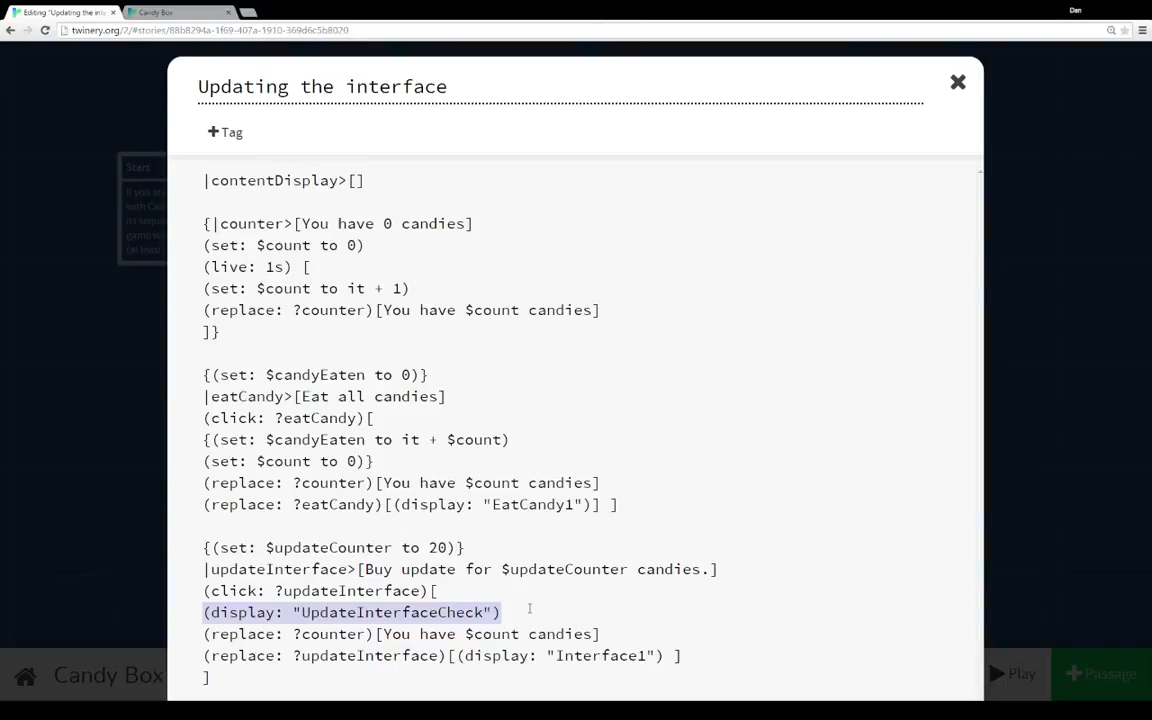 Editing "Updating the inte
Candy Box
Dan
twinery.org/2/#stories/88b8294a-1f69-407a-1910-369d6c5b8020
Updating the interface
Tag
Start
|contentDisplay>[]
{|counter>[You have 0 candies]
(set: $count to 0)
(live: 1s) [
(set: $count to it + 1)
(replace: ?counter)[You have $count candies]
]}
{(set: $candyEaten to 0)}
|eatCandy>[Eat all candies]
(click: ?eatCandy)[
{(set: $candyEaten to it + $count)
(set: $count to 0)}
(replace: ?counter)[You have $count candies]
(replace: ?eatCandy)[(display: "EatCandy1")] ]
{(set: $updateCounter to 20)}
|updateInterface>[Buy update for $updateCounter candies.]
(click: ?updateInterface)[
(display: "UpdateInterfaceCheck")
(replace: ?counter)[You have $count candies]
(replace: ?updateInterface)[(display: "Interface1") ]
]
Candy Box
Play
Passage